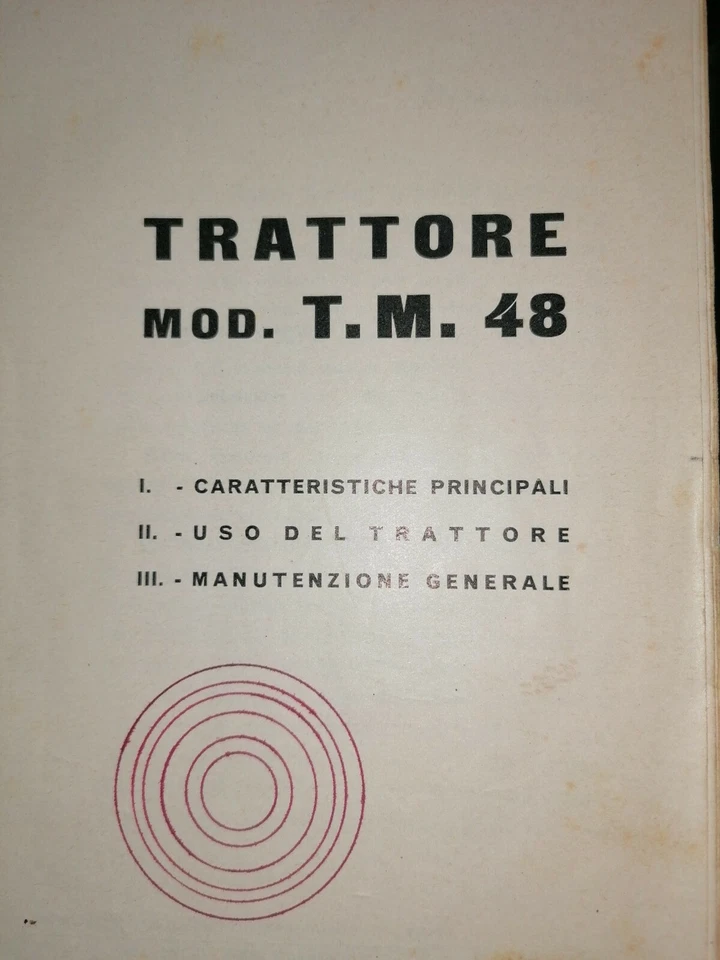 TRATTORE
MOD. T.M. 48
I. - CARATTERISTICHE PRINCIPALI
II. - USO DEL TRATTORE
III. - MANUTENZIONE GENERALE